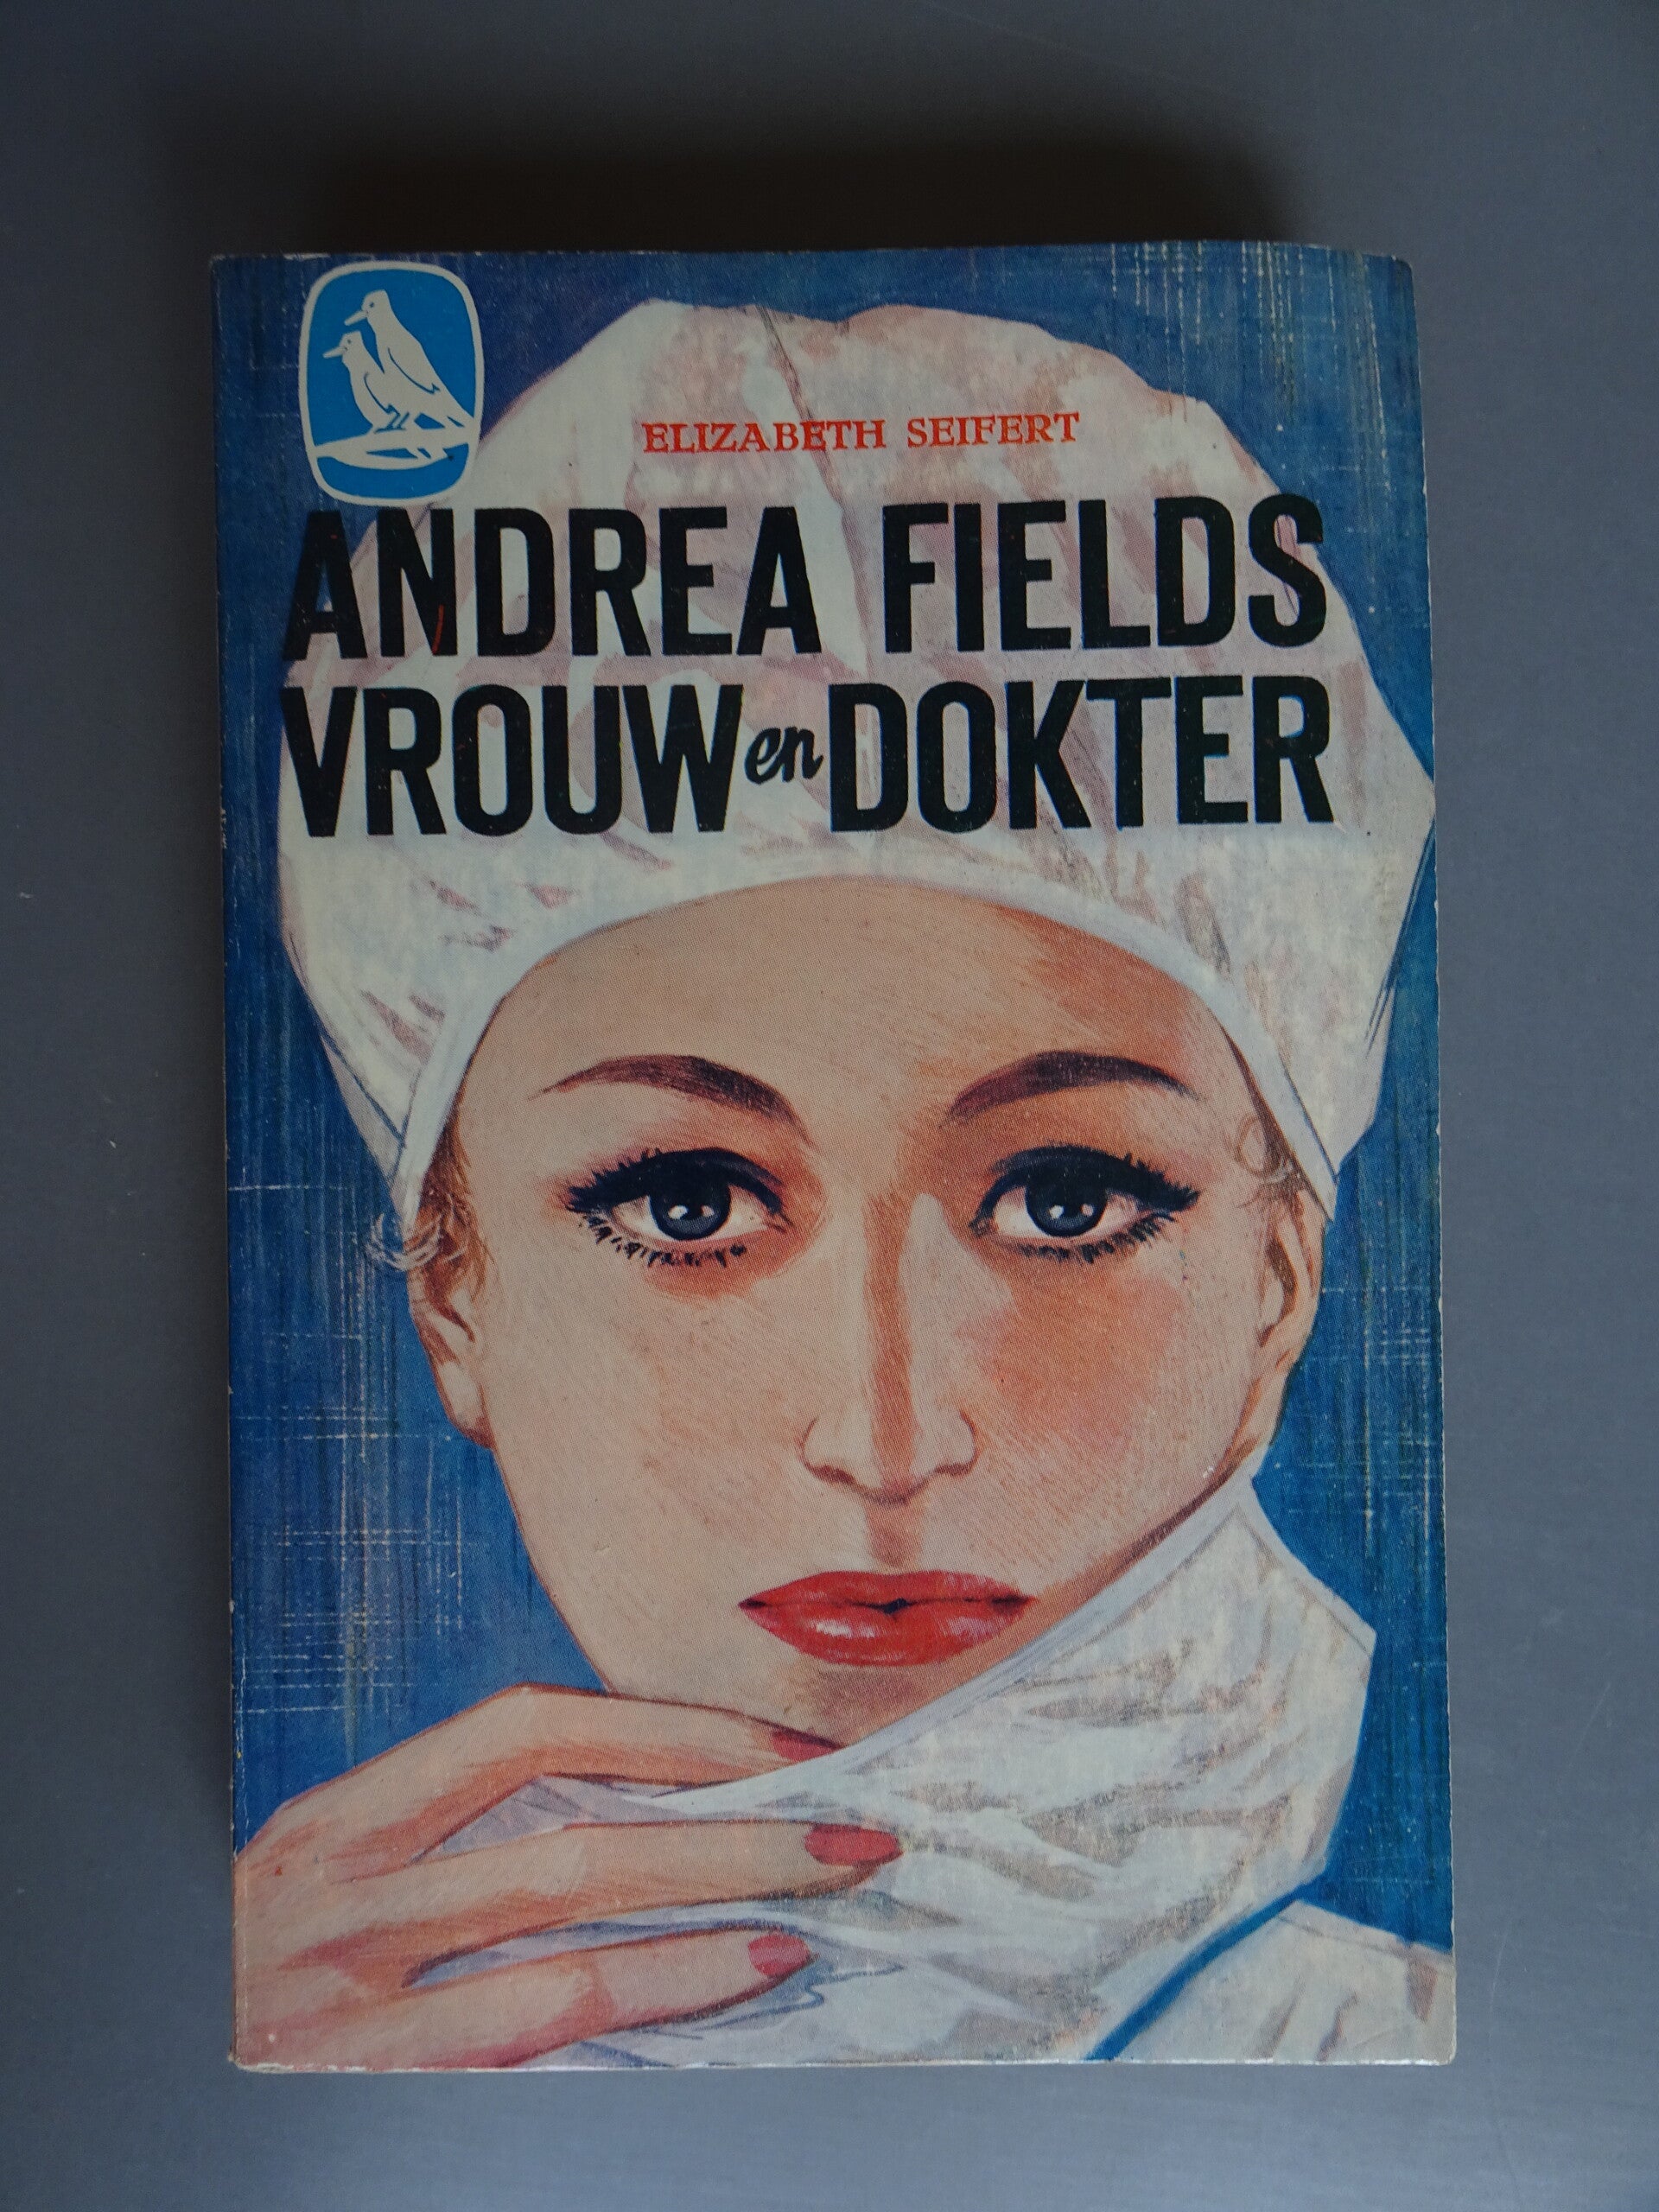 ELIZABETH SEIFERT
ANDREA FIELDS
VROUW en DOKTER